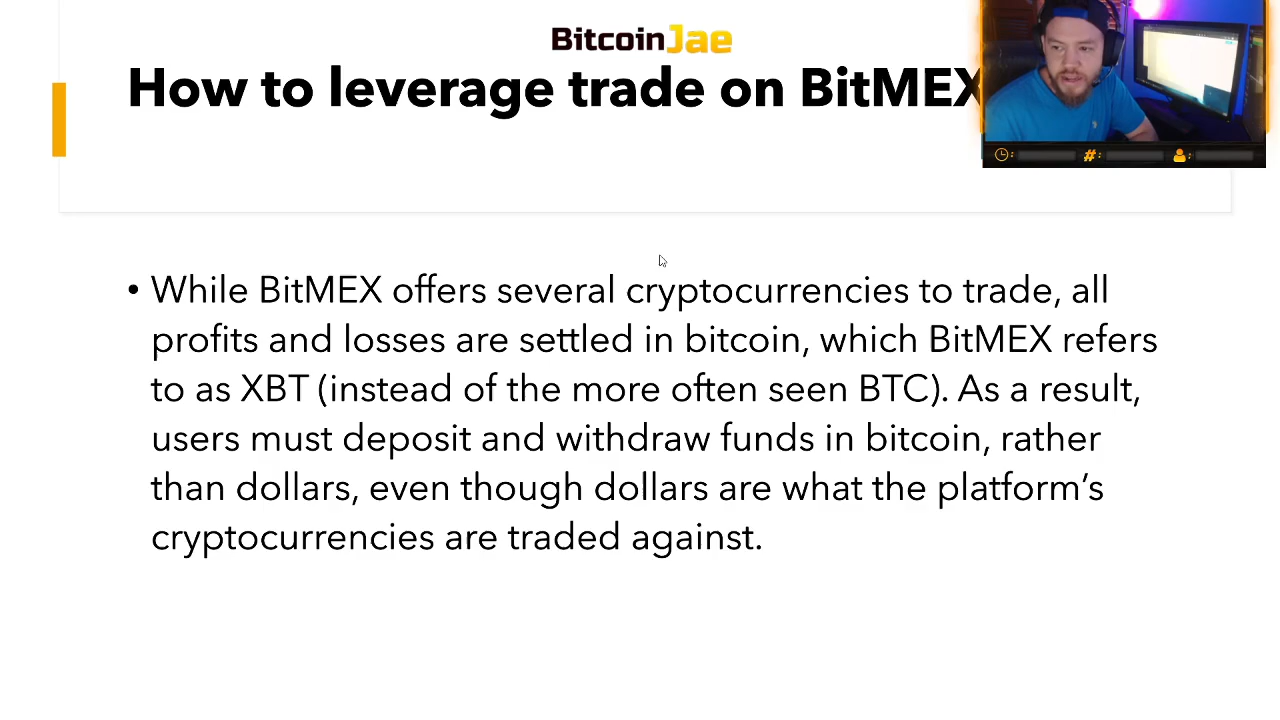 BitcoinJae
How to leverage trade on BitMEX
• While BitMEX offers several cryptocurrencies to trade, all
profits and losses are settled in bitcoin, which BitMEX refers
to as XBT (instead of the more often seen BTC). As a result,
users must deposit and withdraw funds in bitcoin, rather
than dollars, even though dollars are what the platform’s
cryptocurrencies are traded against.
#: